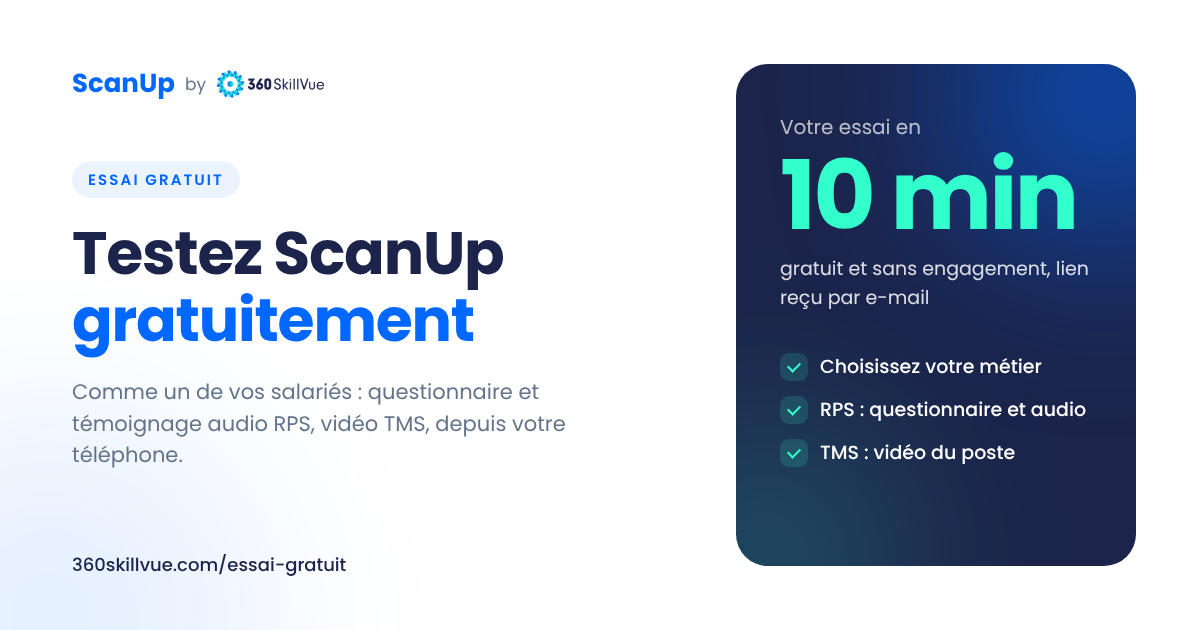 ScanUp by 360SkillVue
ESSAI GRATUIT
Testez ScanUp
gratuitement
Comme un de vos salariés : questionnaire et
témoignage audio RPS, vidéo TMS, depuis votre
téléphone.
360skillvue.com/essai-gratuit
Votre essai en
10 min
gratuit et sans engagement, lien
reçu par e-mail
Choisissez votre métier
RPS : questionnaire et audio
TMS : vidéo du poste